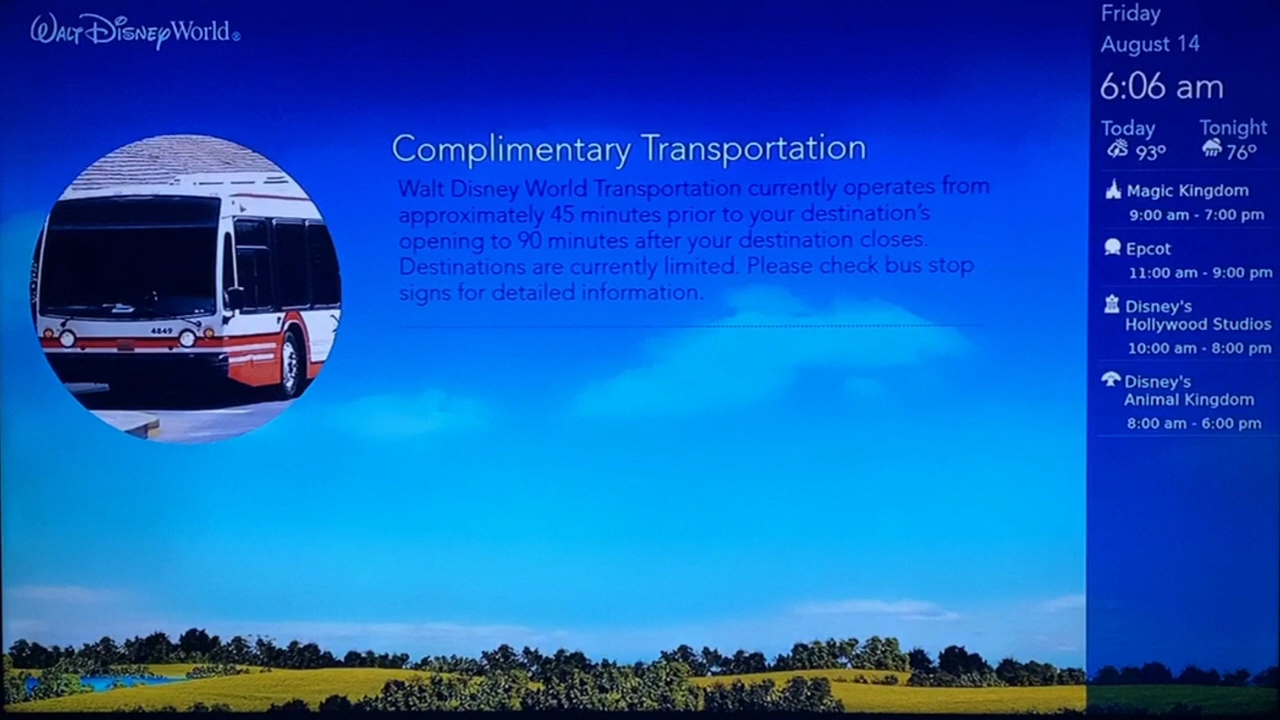 Walt Disney World
Complimentary Transportation
Walt Disney World Transportation currently operates from
approximately 45 minutes prior to your destination's
opening to 90 minutes after your destination closes.
Destinations are currently limited. Please check bus stop
signs for detailed information.
4849
Friday
August 14
6:06 am
Today Tonight
93° 76°
Magic Kingdom
9:00 am - 7:00 pm
Epcot
11:00 am - 9:00 pm
Disney's
Hollywood Studios
10:00 am - 8:00 pm
Disney's
Animal Kingdom
8:00 am - 6:00 pm